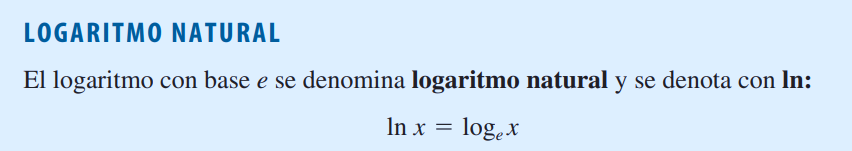 LOGARITMO NATURAL
El logaritmo con base e se denomina logaritmo natural y se denota con ln:
ln x = logₑ x